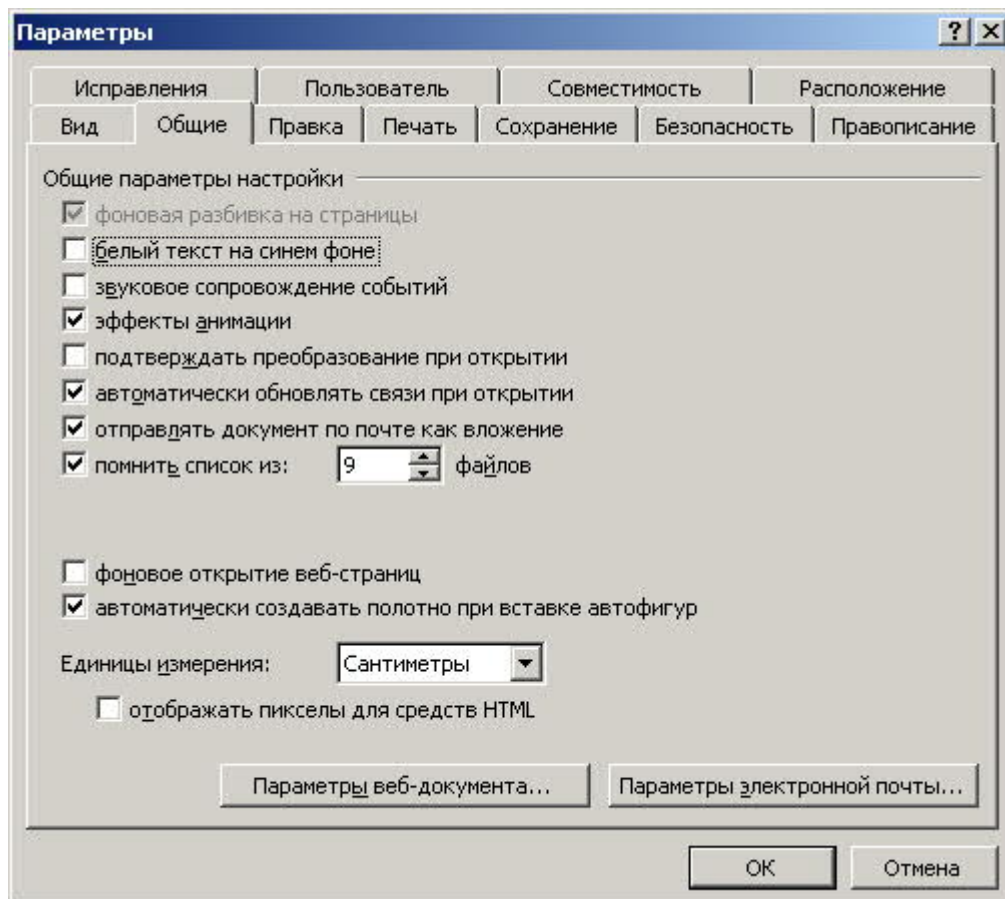 Параметры
Исправления Пользователь Совместимость Расположение
Вид Общие Правка Печать Сохранение Безопасность Правописание
Общие параметры настройки
фоновая разбивка на страницы
белый текст на синем фоне
звуковое сопровождение событий
эффекты анимации
подтверждать преобразование при открытии
автоматически обновлять связи при открытии
отправлять документ по почте как вложение
помнить список из: 9 файлов
фоновое открытие веб-страниц
автоматически создавать полотно при вставке автофигур
Единицы измерения: Сантиметры
отображать пикселы для средств HTML
Параметры веб-документа... Параметры электронной почты...
ОК Отмена